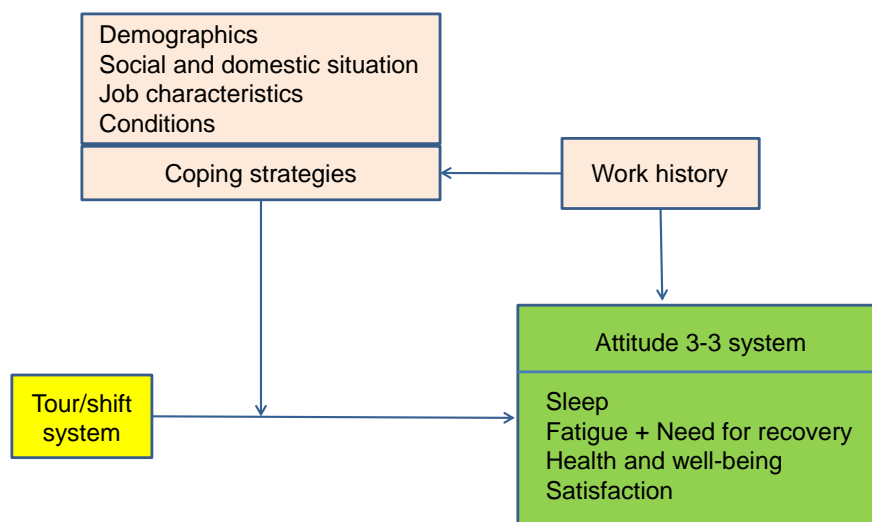 Demographics
Social and domestic situation
Job characteristics
Conditions
Coping strategies
Work history
Attitude 3-3 system
Tour/shift
system
Sleep
Fatigue + Need for recovery
Health and well-being
Satisfaction